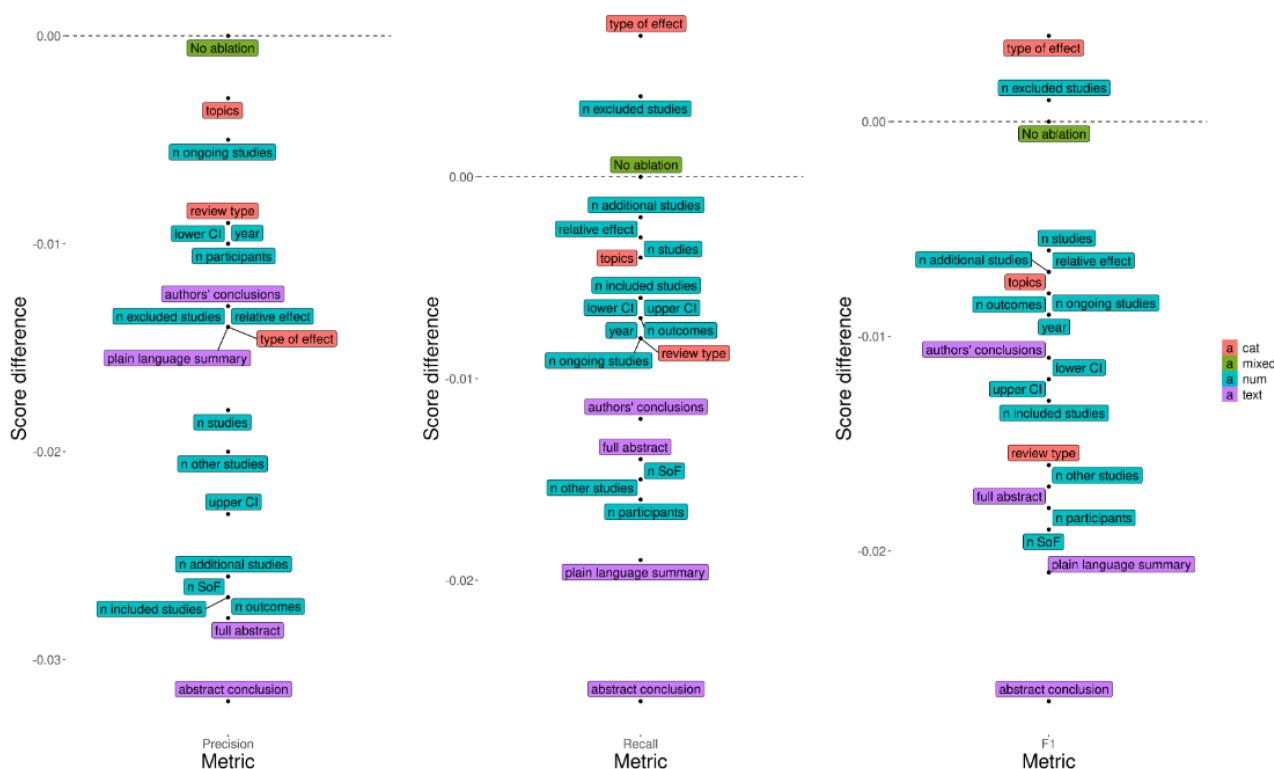 Score difference
0.00
-0.01
-0.02
-0.03
No ablation
topics
n ongoing studies
review type
lower CI
year
n participants
authors' conclusions
n excluded studies
relative effect
type of effect
plain language summary
n studies
n other studies
upper CI
n additional studies
n SoF
n included studies
n outcomes
full abstract
abstract conclusion
Precision
Metric
Score difference
0.00
-0.01
-0.02
type of effect
n excluded studies
No ablation
n additional studies
relative effect
n studies
topics
n included studies
lower CI
upper CI
year
n outcomes
review type
n ongoing studies
authors' conclusions
full abstract
n SoF
n other studies
n participants
plain language summary
abstract conclusion
Recall
Metric
Score difference
0.00
-0.01
-0.02
type of effect
n excluded studies
No ablation
n studies
n additional studies
relative effect
topics
n outcomes
n ongoing studies
year
authors' conclusions
lower CI
upper CI
n included studies
review type
n other studies
full abstract
n participants
n SoF
plain language summary
abstract conclusion
F1
Metric
a cat
a mixed
a num
a text